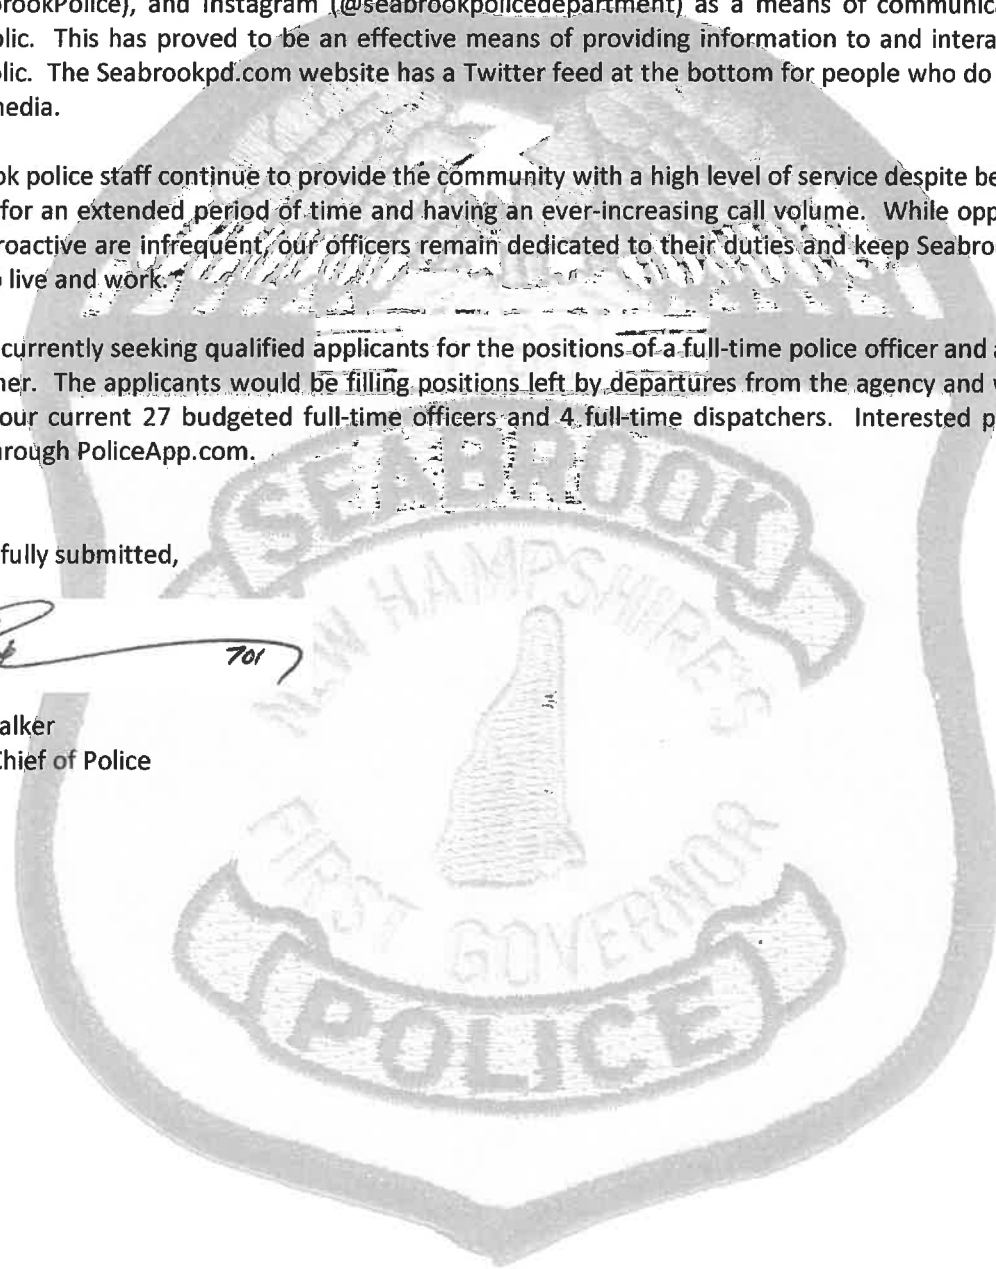 brookPolice), and Instagram (@seabrookpolicedepartment) as a means of communica
blic. This has proved to be an effective means of providing information to and intera
blic. The Seabrookpd.com website has a Twitter feed at the bottom for people who do
media.
ok police staff continue to provide the community with a high level of service despite be
for an extended period of time and having an ever-increasing call volume. While opp
roactive are infrequent, our officers remain dedicated to their duties and keep Seabro
o live and work.
currently seeking qualified applicants for the positions of a full-time police officer and a
her. The applicants would be filling positions left by departures from the agency and
our current 27 budgeted full-time officers and 4 full-time dispatchers. Interested p
hrough PoliceApp.com.
SEABROOK
fully submitted,
NEW HAMPSHIRE'S
701
alker
Chief of Police
FIRST GOVERNOR
POLICE